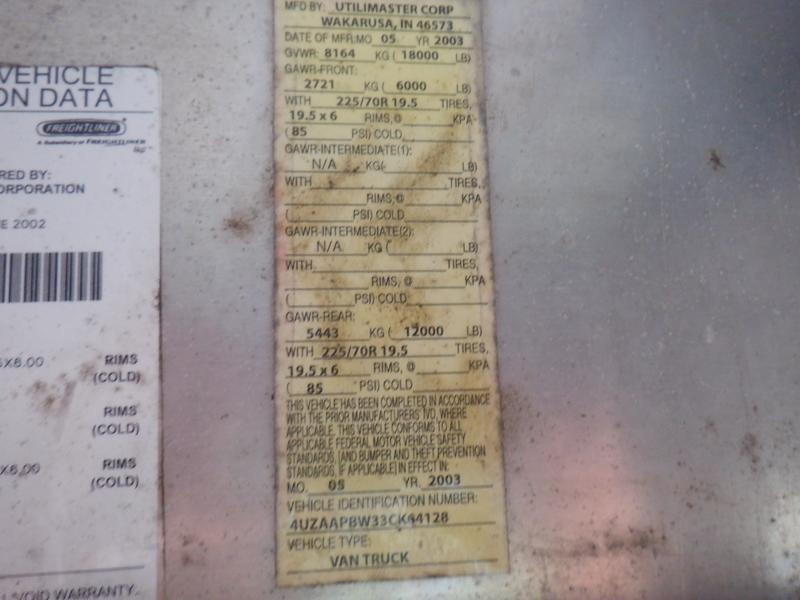 VEHICLE
ON DATA
FREIGHTLINER
A Subsidiary of FREIGHTLINER
RED BY:
ORPORATION
E 2002
X6.00 RIMS
(COLD)
RIMS
(COLD)
X6.00 RIMS
(COLD)
VOID WARRANTY.
MFD BY: UTILIMASTER CORP
WAKARUSA, IN 46573
DATE OF MFR:MO 05 YR 2003
GVWR: 8164 KG ( 18000 LB)
GAWR-FRONT:
2721 KG ( 6000 LB)
WITH 225/70R 19.5 TIRES,
19.5 x 6 RIMS,@ KPA
(85 PSI) COLD
GAWR-INTERMEDIATE(1):
N/A KG( LB)
WITH TIRES,
RIMS,@ KPA
( PSI) COLD
GAWR-INTERMEDIATE(2):
N/A KG ( LB)
WITH TIRES,
RIMS, @ KPA
( PSI) COLD
GAWR-REAR:
5443 KG ( 12000 LB)
WITH 225/70R 19.5 TIRES,
19.5 x 6 RIMS, @ KPA
( 85 PSI) COLD
THIS VEHICLE HAS BEEN COMPLETED IN ACCORDANCE
WITH THE PRIOR MANUFACTURERS' IVD, WHERE
APPLICABLE. THIS VEHICLE CONFORMS TO ALL
APPLICABLE FEDERAL MOTOR VEHICLE SAFETY
STANDARDS, [AND BUMPER AND THEFT PREVENTION
STANDARDS, IF APPLICABLE] IN EFFECT IN:
MO. 05 YR. 2003
VEHICLE IDENTIFICATION NUMBER:
4UZAAPBW33CK64128
VEHICLE TYPE:
VAN TRUCK